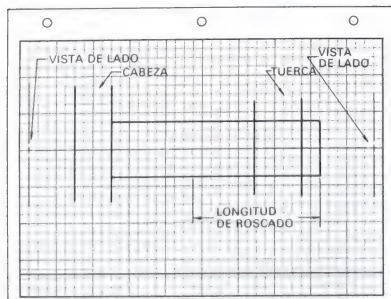 VISTA DE LADO
CABEZA
TUERCA
VISTA
DE LADO
LONGITUD
DE ROSCADO